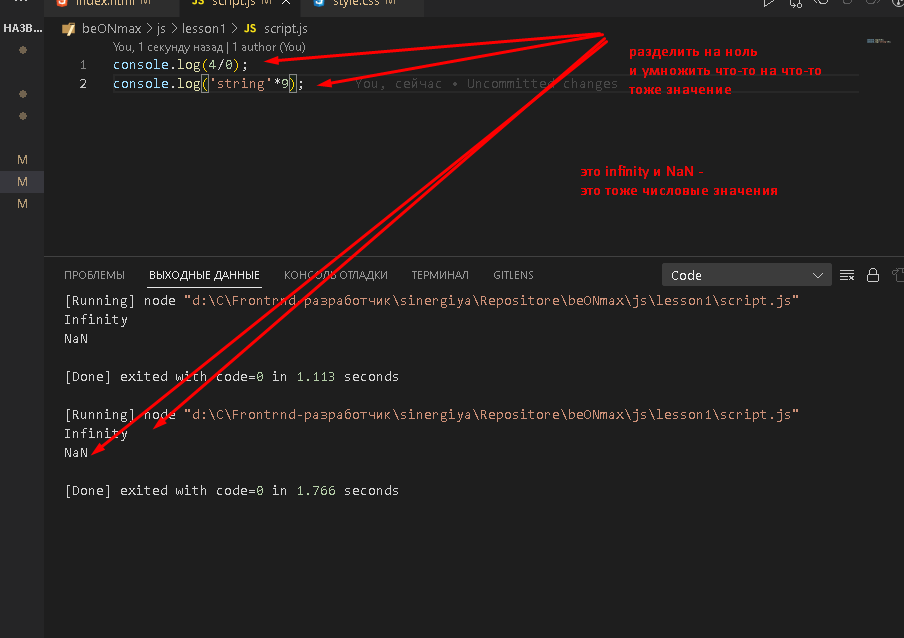 index.html M
JS script.js M
style.css M
НАЗВ...
beONmax > js > lesson1 > JS script.js
You, 1 секунду назад | 1 author (You)
1 console.log(4/0);
2 console.log('string'*9); You, сейчас • Uncommitted changes
M
M
M
разделить на ноль
и умножить что-то на что-то
тоже значение
это infinity и NaN -
это тоже числовые значения
ПРОБЛЕМЫ ВЫХОДНЫЕ ДАННЫЕ КОНСОЛЬ ОТЛАДКИ ТЕРМИНАЛ GITLENS Code
[Running] node "d:\C\Frontrnd-разработчик\sinergiya\Repositore\beONmax\js\lesson1\script.js"
Infinity
NaN
[Done] exited with code=0 in 1.113 seconds
[Running] node "d:\C\Frontrnd-разработчик\sinergiya\Repositore\beONmax\js\lesson1\script.js"
Infinity
NaN
[Done] exited with code=0 in 1.766 seconds